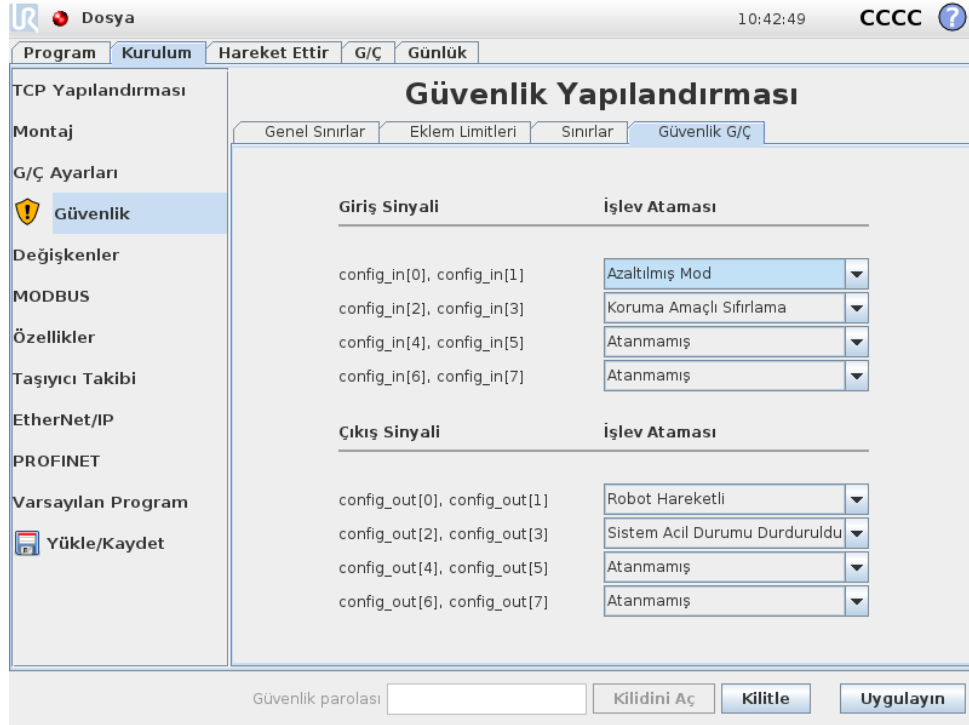 UR Dosya 10:42:49 CCCC ?
Program Kurulum Hareket Ettir G/Ç Günlük
TCP Yapılandırması
Montaj
G/Ç Ayarları
Güvenlik
Değişkenler
MODBUS
Özellikler
Taşıyıcı Takibi
EtherNet/IP
PROFINET
Varsayılan Program
Yükle/Kaydet
Güvenlik Yapılandırması
Genel Sınırlar Eklem Limitleri Sınırlar Güvenlik G/Ç
Giriş Sinyali İşlev Ataması
config_in[0], config_in[1] Azaltılmış Mod
config_in[2], config_in[3] Koruma Amaçlı Sıfırlama
config_in[4], config_in[5] Atanmamış
config_in[6], config_in[7] Atanmamış
Çıkış Sinyali İşlev Ataması
config_out[0], config_out[1] Robot Hareketli
config_out[2], config_out[3] Sistem Acil Durumu Durduruldu
config_out[4], config_out[5] Atanmamış
config_out[6], config_out[7] Atanmamış
Güvenlik parolası Kilidini Aç Kilitle Uygulayın